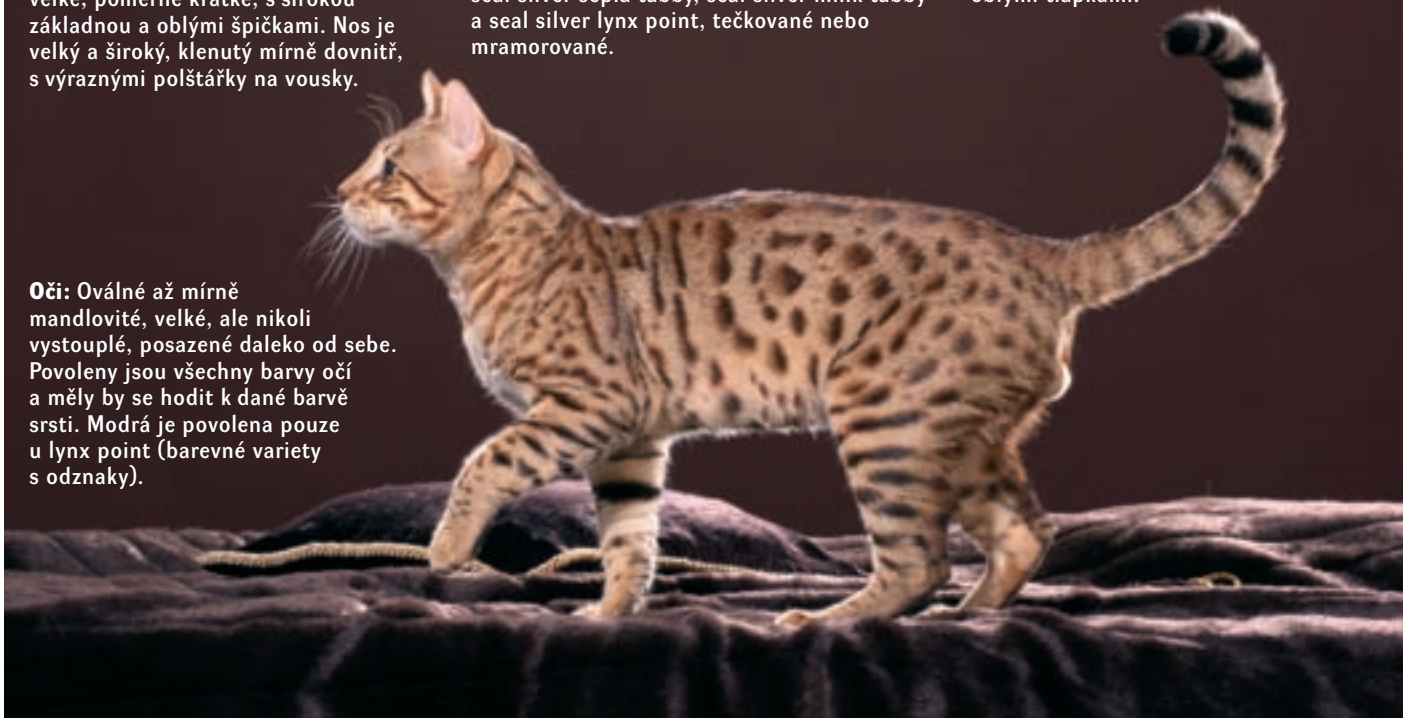 základnou a oblými špičkami. Nos je
velký a široký, klenutý mírně dovnitř,
s výraznými polštářky na vousky.
a seal silver lynx point, tečkované nebo
mramorované.
Oči: Oválné až mírně
mandlovité, velké, ale nikoli
vystouplé, posazené daleko od sebe.
Povoleny jsou všechny barvy očí
a měly by se hodit k dané barvě
srsti. Modrá je povolena pouze
u lynx point (barevné variety
s odznaky).